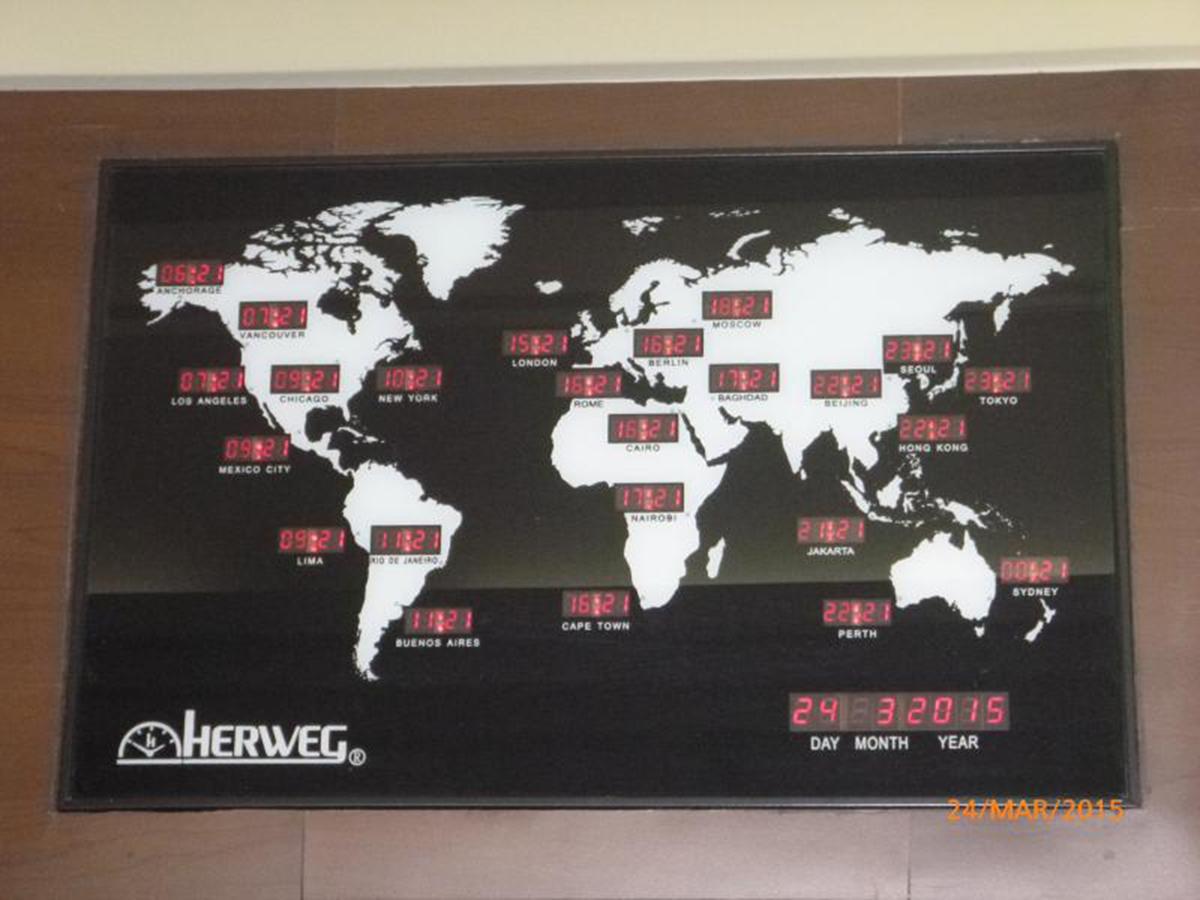 06:21
ANCHORAGE
07:21
VANCOUVER
18:21
MOSCOW
15:21
LONDON
16:21
BERLIN
23:21
SEOUL
07:21
LOS ANGELES
09:21
CHICAGO
10:21
NEW YORK
16:21
ROME
17:21
BAGHDAD
22:21
BEIJING
23:21
TOKYO
09:21
MEXICO CITY
16:21
CAIRO
22:21
HONG KONG
17:21
NAIROBI
09:21
LIMA
11:21
RIO DE JANEIRO
21:21
JAKARTA
00:21
SYDNEY
11:21
BUENOS AIRES
16:21
CAPE TOWN
22:21
PERTH
24 3 2015
DAY MONTH YEAR
H
HERWEG®
24/MAR/2015